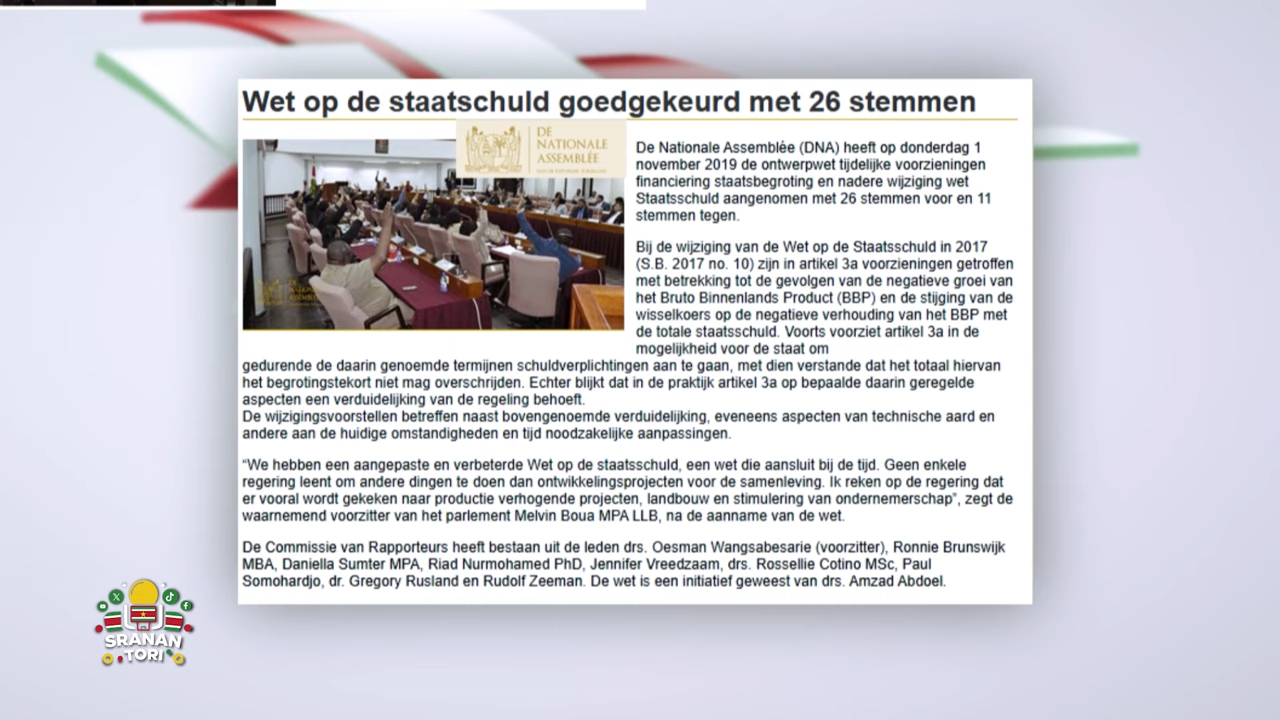 Wet op de staatschuld goedgekeurd met 26 stemmen
DE
NATIONALE
ASSEMBLÉE
De Nationale Assemblée (DNA) heeft op donderdag 1
november 2019 de ontwerpwet tijdelijke voorzieningen
financiering staatsbegroting en nadere wijziging wet
Staatsschuld aangenomen met 26 stemmen voor en 11
stemmen tegen.
Bij de wijziging van de Wet op de Staatsschuld in 2017
(S.B. 2017 no. 10) zijn in artikel 3a voorzieningen getroffen
met betrekking tot de gevolgen van de negatieve groei van
het Bruto Binnenlands Product (BBP) en de stijging van de
wisselkoers op de negatieve verhouding van het BBP met
de totale staatsschuld. Voorts voorziet artikel 3a in de
mogelijkheid voor de staat om
gedurende de daarin genoemde termijnen schuldverplichtingen aan te gaan, met dien verstande dat het totaal hiervan
het begrotingstekort niet mag overschrijden. Echter blijkt dat in de praktijk artikel 3a op bepaalde daarin geregelde
aspecten een verduidelijking van de regeling behoeft.
De wijzigingsvoorstellen betreffen naast bovengenoemde verduidelijking, eveneens aspecten van technische aard en
andere aan de huidige omstandigheden en tijd noodzakelijke aanpassingen.
“We hebben een aangepaste en verbeterde Wet op de staatsschuld, een wet die aansluit bij de tijd. Geen enkele
regering leent om andere dingen te doen dan ontwikkelingsprojecten voor de samenleving. Ik reken op de regering dat
er vooral wordt gekeken naar productie verhogende projecten, landbouw en stimulering van ondernemerschap”, zegt de
waarnemend voorzitter van het parlement Melvin Boua MPA LLB, na de aanname van de wet.
De Commissie van Rapporteurs heeft bestaan uit de leden drs. Oesman Wangsabesarie (voorzitter), Ronnie Brunswijk
MBA, Daniella Sumter MPA, Riad Nurmohamed PhD, Jennifer Vreedzaam, drs. Rossellie Cotino MSc, Paul
Somohardjo, dr. Gregory Rusland en Rudolf Zeeman. De wet is een initiatief geweest van drs. Amzad Abdoel.
SRANAN
TORI